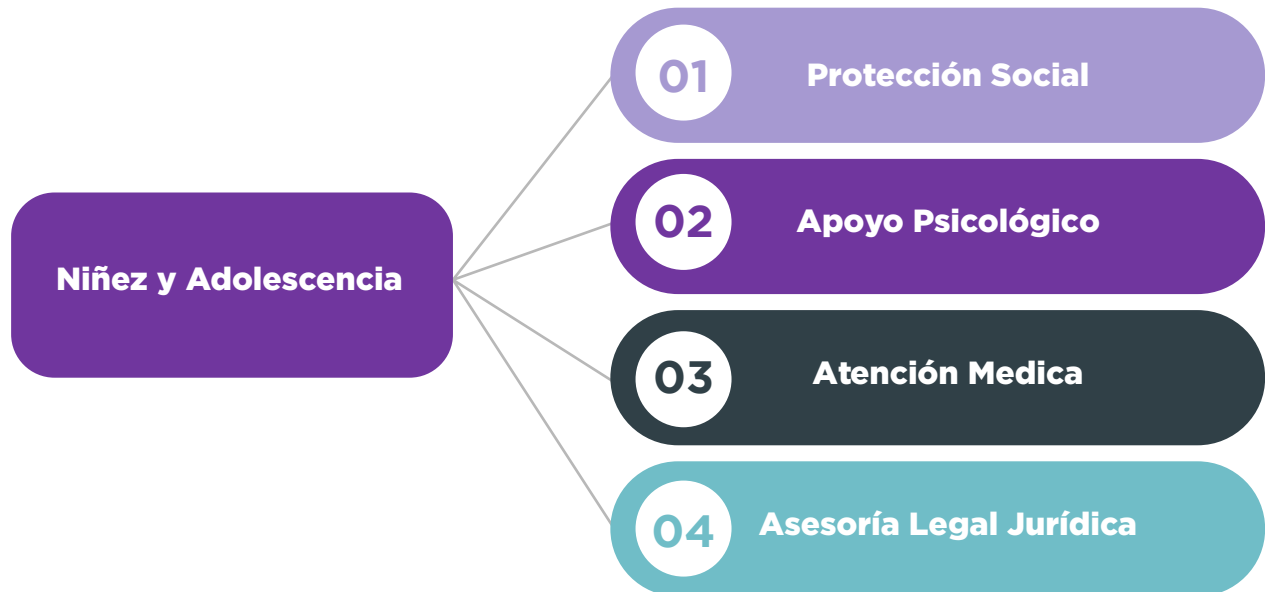 Niñez y Adolescencia
01 Protección Social
02 Apoyo Psicológico
03 Atención Medica
04 Asesoría Legal Jurídica